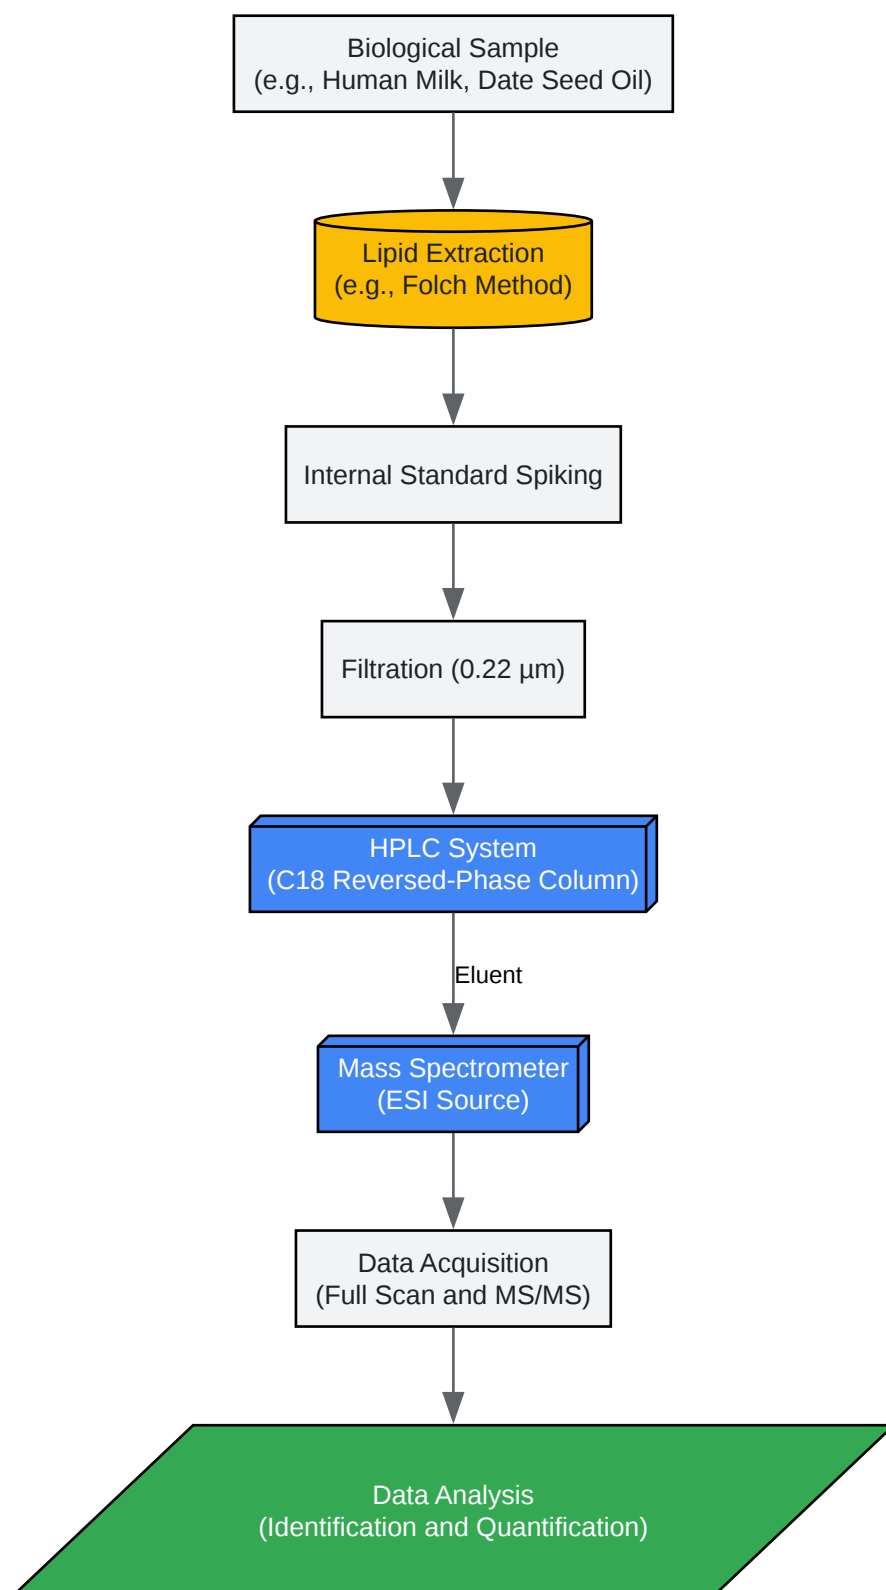 Biological Sample
(e.g., Human Milk, Date Seed Oil)
Lipid Extraction
(e.g., Folch Method)
Internal Standard Spiking
Filtration (0.22 µm)
HPLC System
(C18 Reversed-Phase Column)
Eluent
Mass Spectrometer
(ESI Source)
Data Acquisition
(Full Scan and MS/MS)
Data Analysis
(Identification and Quantification)